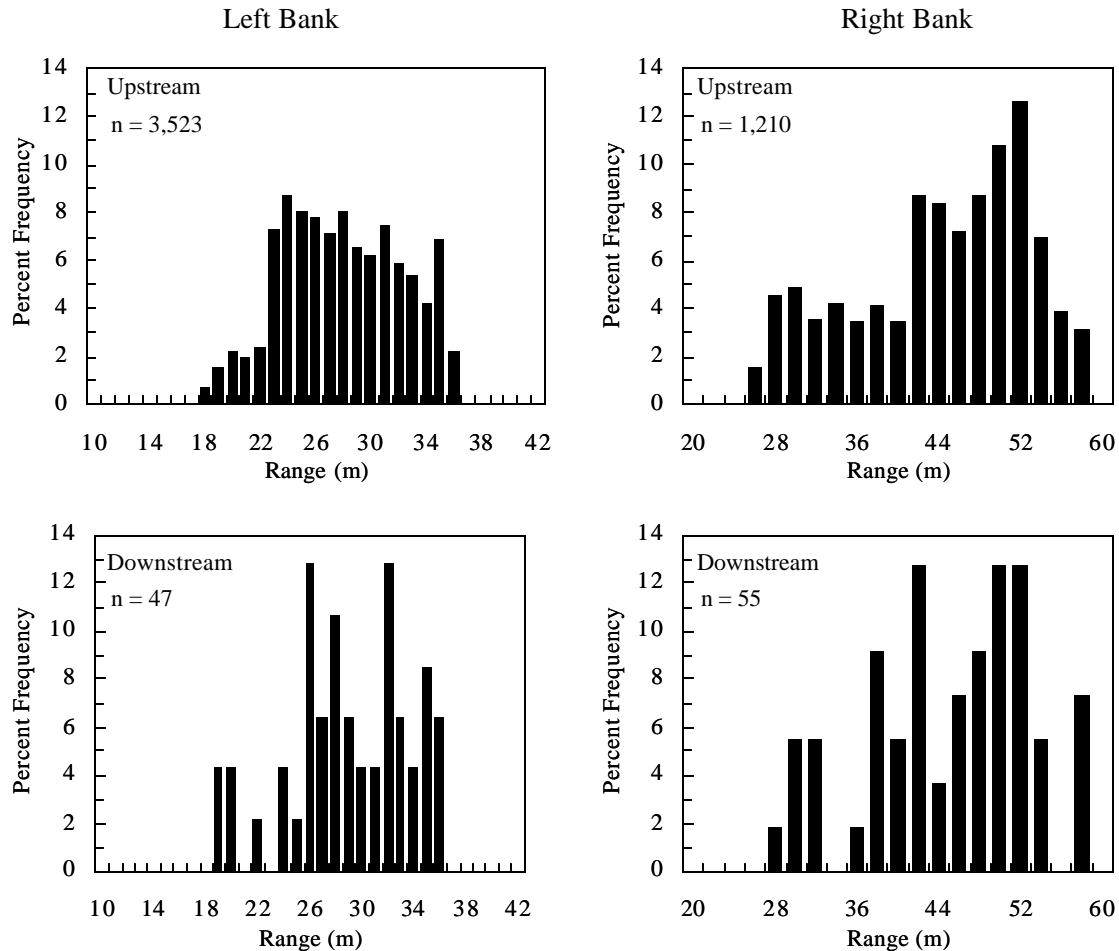 Left Bank
Right Bank
14
12
10
8
6
4
2
0
Percent Frequency
Upstream
n = 3,523
10 14 18 22 26 30 34 38 42
Range (m)
14
12
10
8
6
4
2
0
Percent Frequency
Upstream
n = 1,210
20 28 36 44 52 60
Range (m)
14
12
10
8
6
4
2
0
Percent Frequency
Downstream
n = 47
10 14 18 22 26 30 34 38 42
Range (m)
14
12
10
8
6
4
2
0
Percent Frequency
Downstream
n = 55
20 28 36 44 52 60
Range (m)